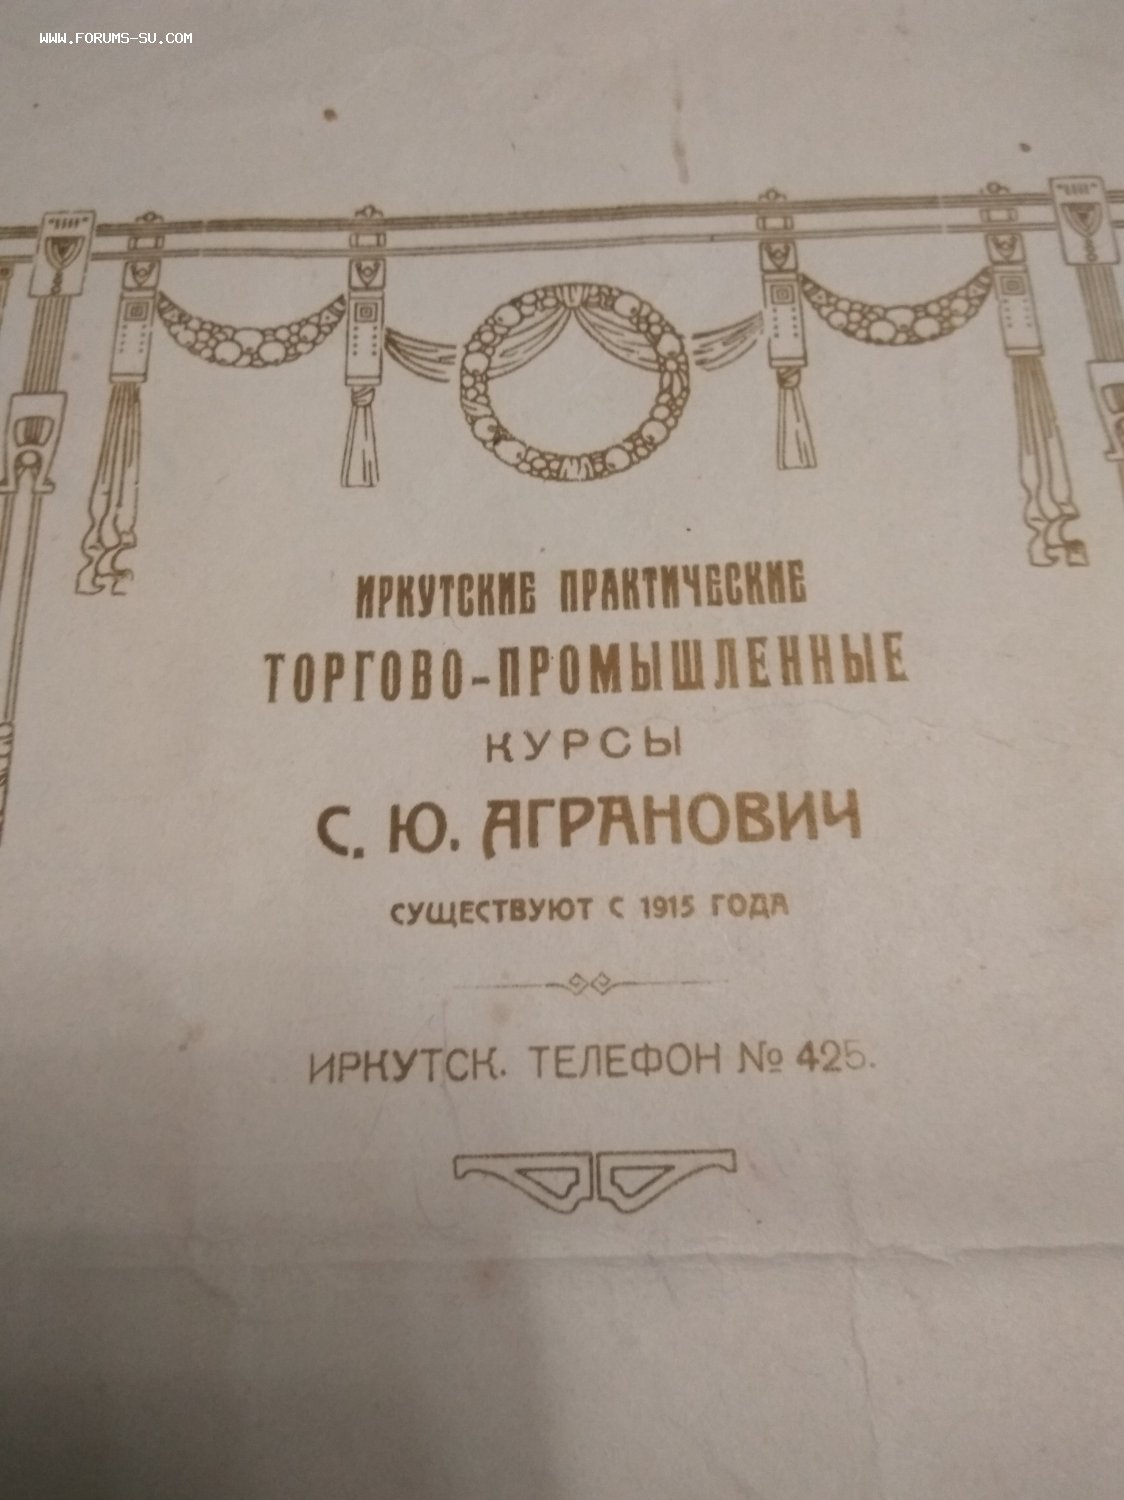 WWW.FORUMS-SU.COM
ИРКУТСКИЕ ПРАКТИЧЕСКИЕ
ТОРГОВО-ПРОМЫШЛЕННЫЕ
КУРСЫ
С. Ю. АГРАНОВИЧ
СУЩЕСТВУЮТ С 1915 ГОДА
ИРКУТСК. ТЕЛЕФОН № 425.